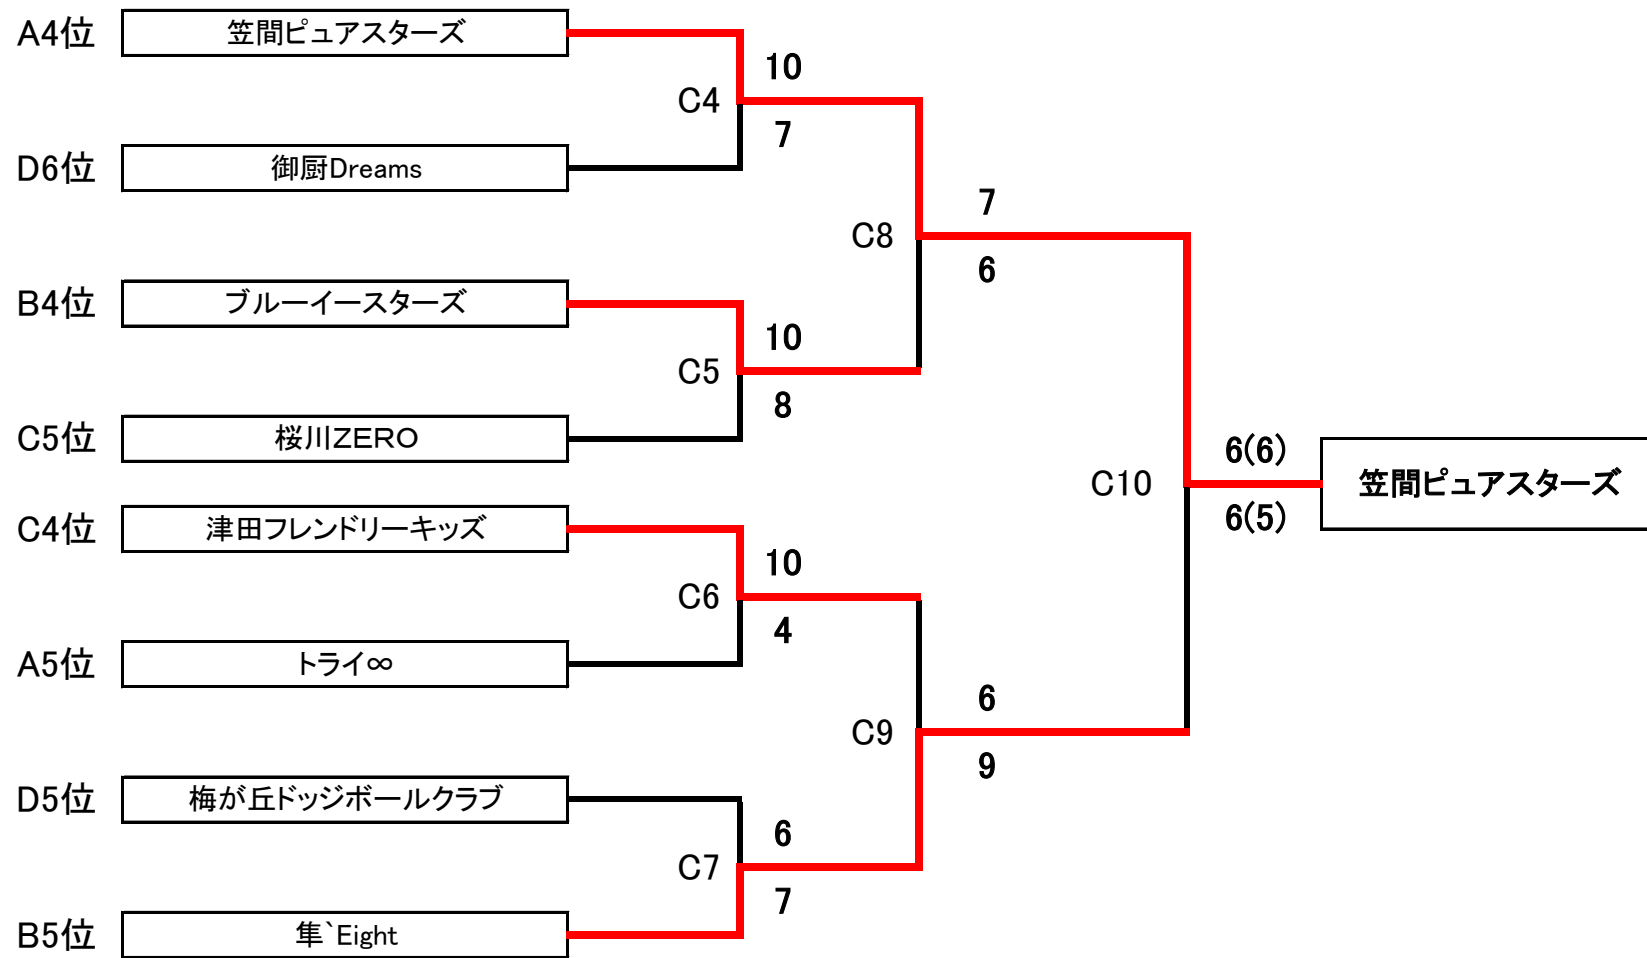 A4位 笠間ピュアスターズ
10
C4
7
D6位 御厨Dreams
7
C8
6
B4位 ブルーイースターズ
10
C5
8
C5位 桜川ZERO
6(6)
C10 笠間ピュアスターズ
6(5)
C4位 津田フレンドリーキッズ
10
C6
4
A5位 トライ∞
6
C9
9
D5位 梅が丘ドッジボールクラブ
6
C7
7
B5位 隼`Eight